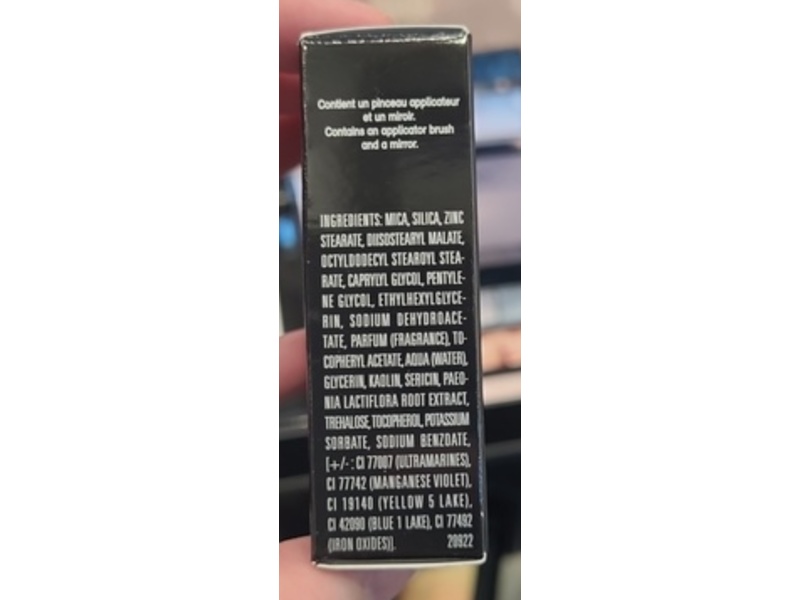 Contient un pinceau applicateur
et un miroir.
Contains an applicator brush
and a mirror.
INGREDIENTS: MICA, SILICA, ZINC
STEARATE, DIISOSTEARYL MALATE,
OCTYLDODECYL STEAROYL STEA-
RATE, CAPRYLYL GLYCOL, PENTYLE-
NE GLYCOL, ETHYLHEXYLGLYCE-
RIN, SODIUM DEHYDROACE-
TATE, PARFUM (FRAGRANCE), TO-
COPHERYL ACETATE, AQUA (WATER),
GLYCERIN, KAOLIN, SERICIN, PAEO-
NIA LACTIFLORA ROOT EXTRACT,
TREHALOSE, TOCOPHEROL, POTASSIUM
SORBATE, SODIUM BENZOATE,
[+/- : CI 77007 (ULTRAMARINES),
CI 77742 (MANGANESE VIOLET),
CI 19140 (YELLOW 5 LAKE),
CI 42090 (BLUE 1 LAKE), CI 77492
(IRON OXIDES)]. 20922